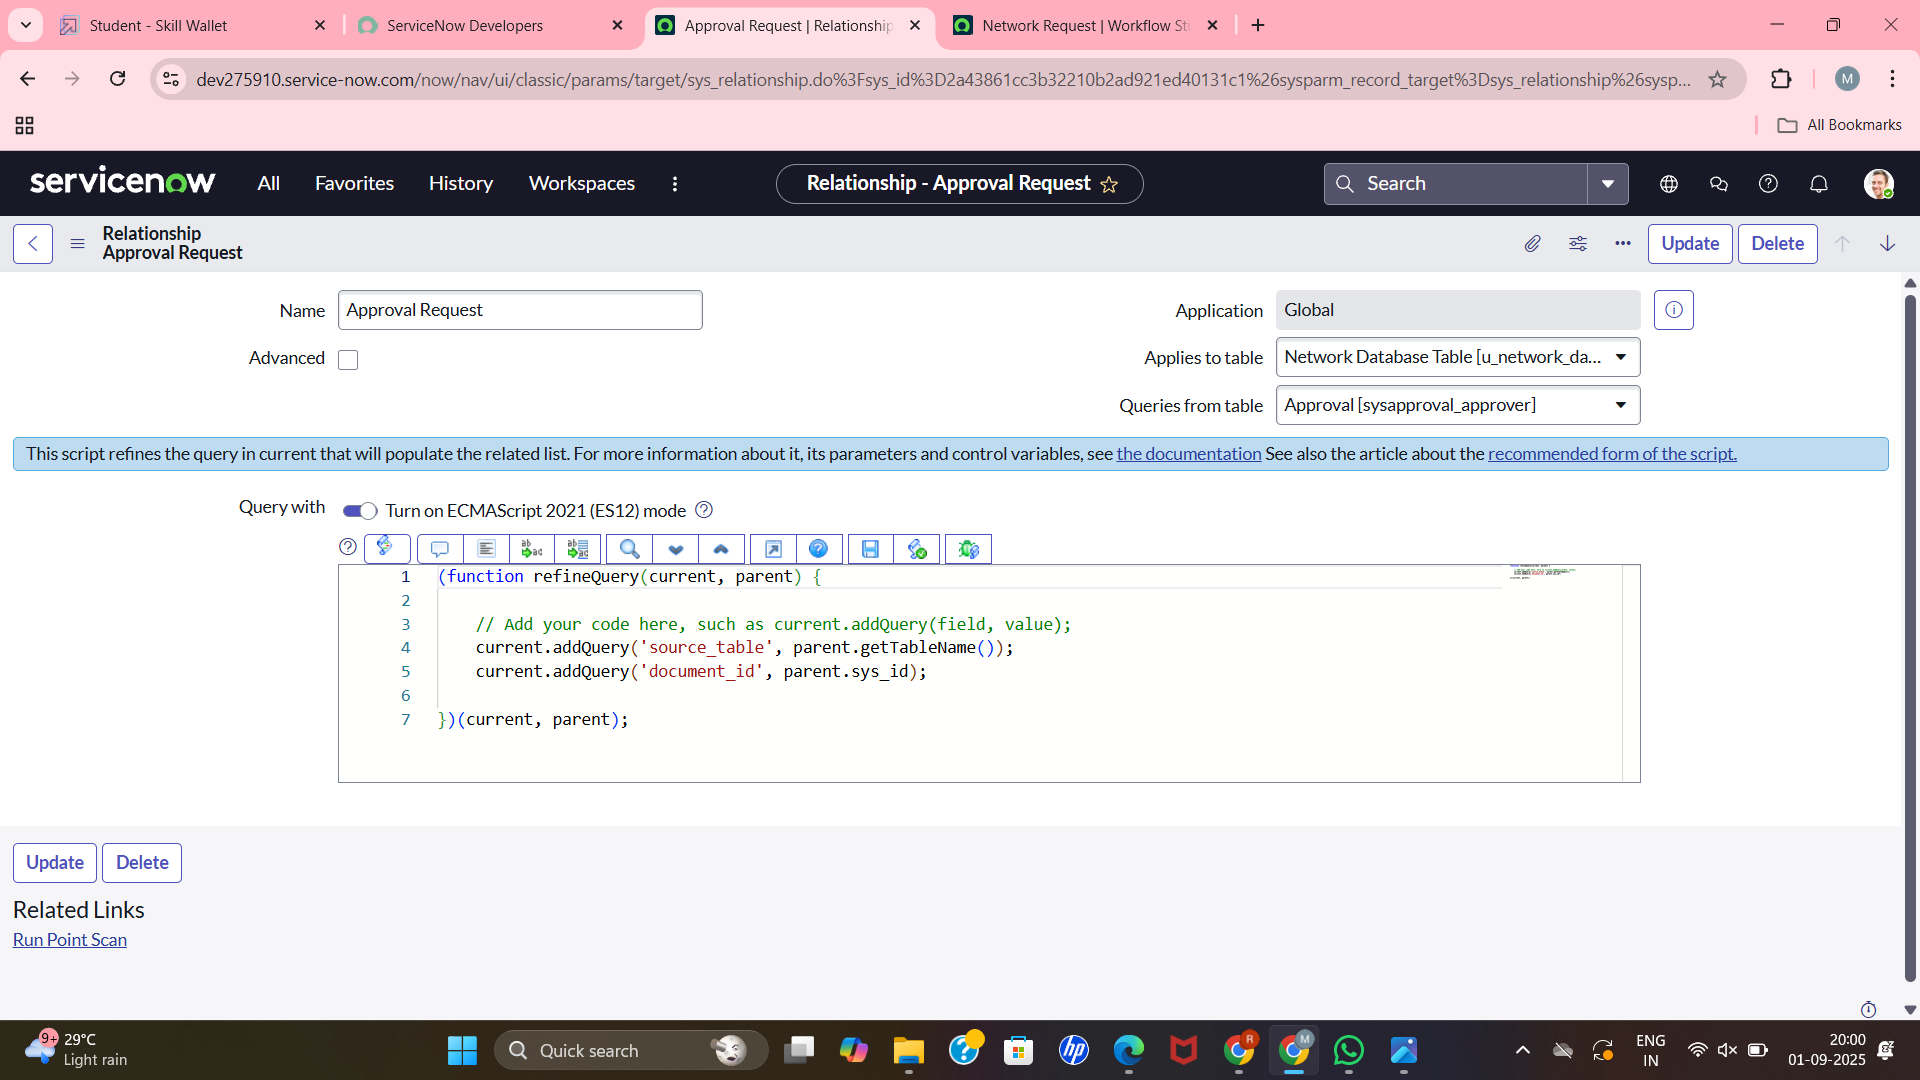 Student - Skill Wallet
ServiceNow Developers
Approval Request | Relationship
Network Request | Workflow St
dev275910.service-now.com/now/nav/ui/classic/params/target/sys_relationship.do%3Fsys_id%3D2a43861cc3b32210b2ad921ed40131c1%26sysparm_record_target%3Dsys_relationship%26sysp...
M
All Bookmarks
servicenow
All
Favorites
History
Workspaces
Relationship - Approval Request
Search
Relationship
Approval Request
Update
Delete
Name
Approval Request
Application
Global
Advanced
Applies to table
Network Database Table [u_network_da...
Queries from table
Approval [sysapproval_approver]
This script refines the query in current that will populate the related list. For more information about it, its parameters and control variables, see the documentation See also the article about the recommended form of the script.
Query with
Turn on ECMAScript 2021 (ES12) mode
1 (function refineQuery(current, parent) {
2
3 // Add your code here, such as current.addQuery(field, value);
4 current.addQuery('source_table', parent.getTableName());
5 current.addQuery('document_id', parent.sys_id);
6
7 })(current, parent);
Update
Delete
Related Links
Run Point Scan
9+
29°C
Light rain
Quick search
hp
R
M
ENG
IN
20:00
01-09-2025